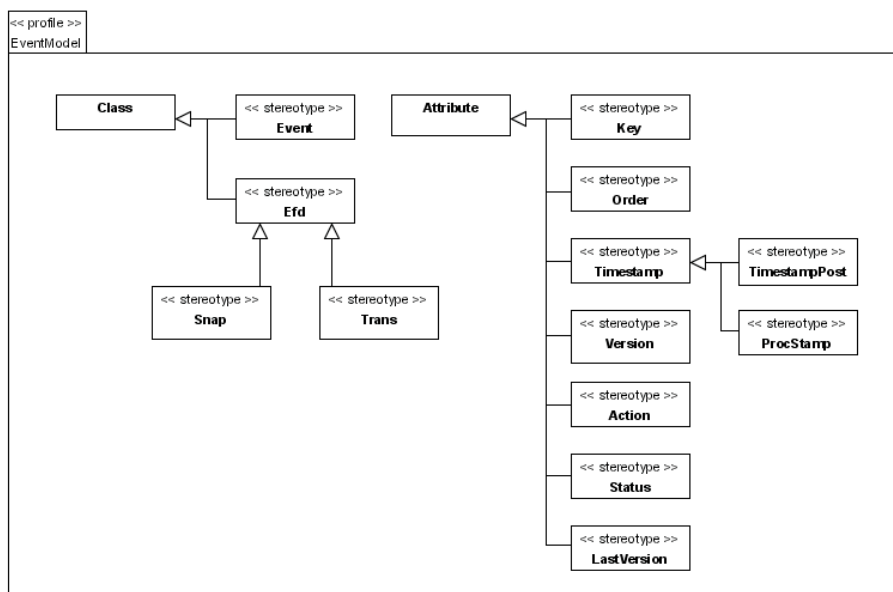 << profile >>
EventModel
Class
<< stereotype >>
Event
<< stereotype >>
Efd
<< stereotype >>
Snap
<< stereotype >>
Trans
Attribute
<< stereotype >>
Key
<< stereotype >>
Order
<< stereotype >>
Timestamp
<< stereotype >>
TimestampPost
<< stereotype >>
ProcStamp
<< stereotype >>
Version
<< stereotype >>
Action
<< stereotype >>
Status
<< stereotype >>
LastVersion